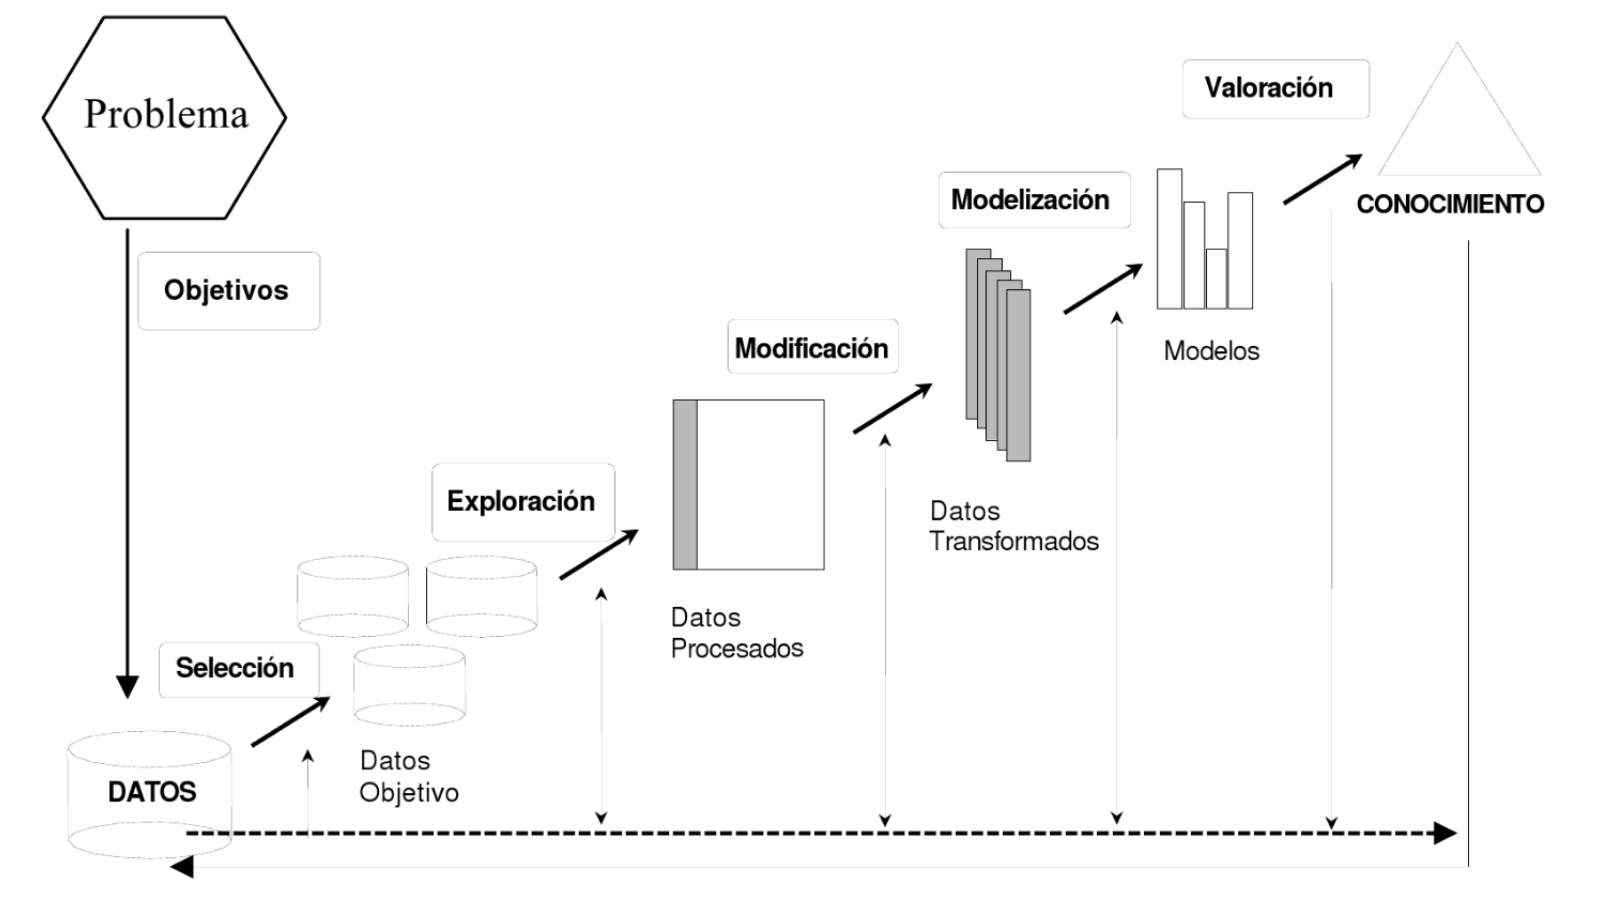 Problema
Objetivos
DATOS
Selección
Datos
Objetivo
Exploración
Datos
Procesados
Modificación
Datos
Transformados
Modelización
Modelos
Valoración
CONOCIMIENTO